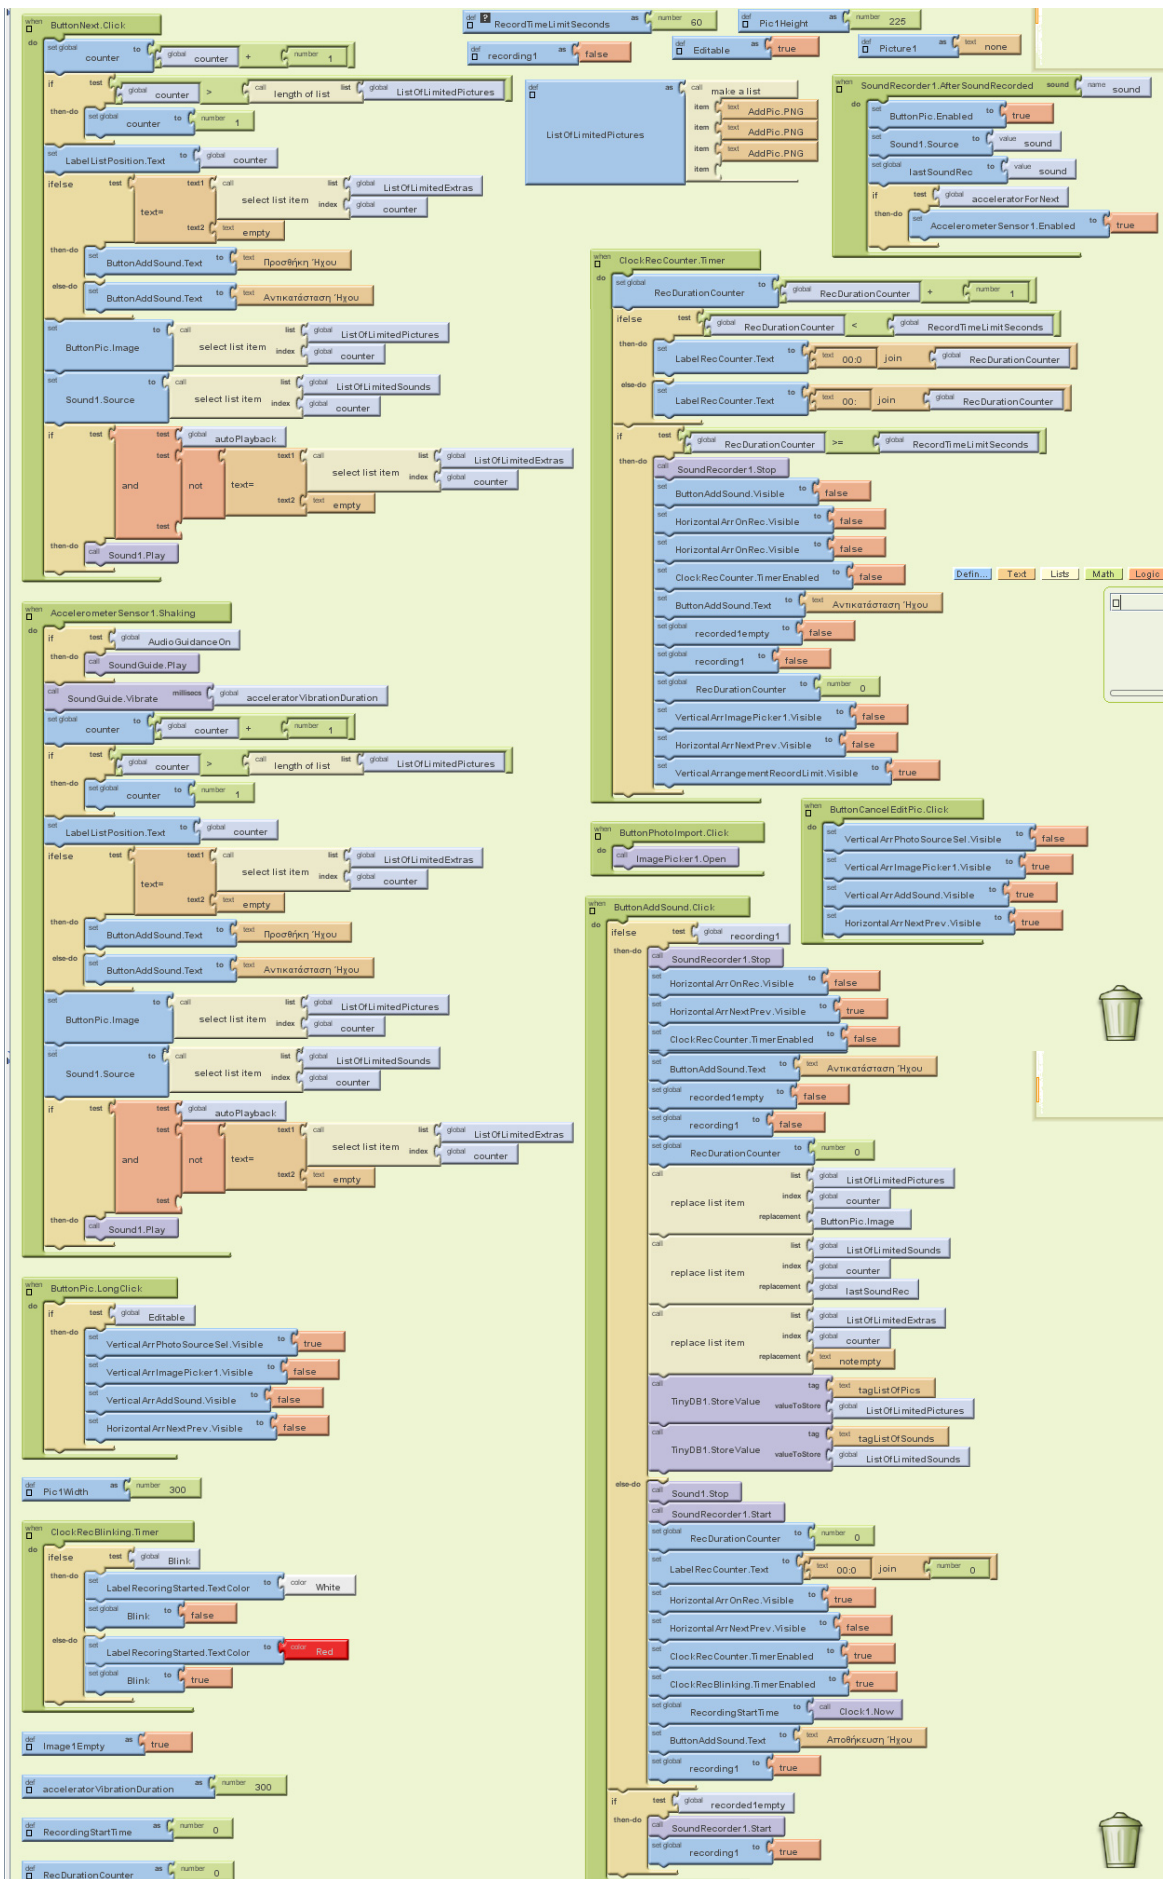 when ButtonNext.Click
do set global counter to global counter + number 1
if test global counter > call length of list list global ListOfLimitedPictures
then-do set global counter to number 1
set LabelListPosition.Text to global counter
ifelse test text= text1 call select list item list global ListOfLimitedExtras
index global counter
text2 text empty
then-do set ButtonAddSound.Text to text Προσθήκη Ήχου
else-do set ButtonAddSound.Text to text Αντικατάσταση Ήχου
set ButtonPic.Image to call select list item list global ListOfLimitedPictures
index global counter
set Sound1.Source to call select list item list global ListOfLimitedSounds
index global counter
if test and test global autoPlayback
test not text= text1 call select list item list global ListOfLimitedExtras
index global counter
text2 text empty
test
then-do call Sound1.Play
when AccelerometerSensor1.Shaking
do if test global AudioGuidanceOn
then-do call SoundGuide.Play
call SoundGuide.Vibrate millisecs global acceleratorVibrationDuration
set global counter to global counter + number 1
if test global counter > call length of list list global ListOfLimitedPictures
then-do set global counter to number 1
set LabelListPosition.Text to global counter
ifelse test text= text1 call select list item list global ListOfLimitedExtras
index global counter
text2 text empty
then-do set ButtonAddSound.Text to text Προσθήκη Ήχου
else-do set ButtonAddSound.Text to text Αντικατάσταση Ήχου
set ButtonPic.Image to call select list item list global ListOfLimitedPictures
index global counter
set Sound1.Source to call select list item list global ListOfLimitedSounds
index global counter
if test and test global autoPlayback
test not text= text1 call select list item list global ListOfLimitedExtras
index global counter
text2 text empty
test
then-do call Sound1.Play
when ButtonPic.LongClick
do if test global Editable
then-do set VerticalArrPhotoSourceSel.Visible to true
set VerticalArrImagePicker1.Visible to false
set VerticalArrAddSound.Visible to false
set HorizontalArrNextPrev.Visible to false
def Pic1Width as number 300
when ClockRecBlinking.Timer
do ifelse test global Blink
then-do set LabelRecoringStarted.TextColor to color White
set global Blink to false
else-do set LabelRecoringStarted.TextColor to color Red
set global Blink to true
def Image1Empty as true
def acceleratorVibrationDuration as number 300
def RecordingStartTime as number 0
def RecDurationCounter as number 0
def ? RecordTimeLimitSeconds as number 60
def Pic1Height as number 225
def recording1 as false
def Editable as true
def Picture1 as text none
def ListOfLimitedPictures as call make a list
item text AddPic.PNG
item text AddPic.PNG
item text AddPic.PNG
item
when SoundRecorder1.AfterSoundRecorded sound name sound
do set ButtonPic.Enabled to true
set Sound1.Source to value sound
set global lastSoundRec to value sound
if test global acceleratorForNext
then-do set AccelerometerSensor1.Enabled to true
when ClockRecCounter.Timer
do set global RecDurationCounter to global RecDurationCounter + number 1
ifelse test global RecDurationCounter < global RecordTimeLimitSeconds
then-do set LabelRecCounter.Text to text 00:0 join global RecDurationCounter
else-do set LabelRecCounter.Text to text 00: join global RecDurationCounter
if test global RecDurationCounter >= global RecordTimeLimitSeconds
then-do call SoundRecorder1.Stop
set ButtonAddSound.Visible to false
set HorizontalArrOnRec.Visible to false
set HorizontalArrOnRec.Visible to false
set ClockRecCounter.TimerEnabled to false
set ButtonAddSound.Text to text Αντικατάσταση Ήχου
set global recorded1empty to false
set global recording1 to false
set global RecDurationCounter to number 0
set VerticalArrImagePicker1.Visible to false
set HorizontalArrNextPrev.Visible to false
set VerticalArrangementRecordLimit.Visible to true
Defin... Text Lists Math Logic
when ButtonPhotoImport.Click
do call ImagePicker1.Open
when ButtonCancelEditPic.Click
do set VerticalArrPhotoSourceSel.Visible to false
set VerticalArrImagePicker1.Visible to true
set VerticalArrAddSound.Visible to true
set HorizontalArrNextPrev.Visible to true
when ButtonAddSound.Click
do ifelse test global recording1
then-do call SoundRecorder1.Stop
set HorizontalArrOnRec.Visible to false
set HorizontalArrNextPrev.Visible to true
set ClockRecCounter.TimerEnabled to false
set ButtonAddSound.Text to text Αντικατάσταση Ήχου
set global recorded1empty to false
set global recording1 to false
set global RecDurationCounter to number 0
call replace list item list global ListOfLimitedPictures
index global counter
replacement ButtonPic.Image
call replace list item list global ListOfLimitedSounds
index global counter
replacement global lastSoundRec
call replace list item list global ListOfLimitedExtras
index global counter
replacement text notempty
call TinyDB1.StoreValue tag text tagListOfPics
valueToStore global ListOfLimitedPictures
call TinyDB1.StoreValue tag text tagListOfSounds
valueToStore global ListOfLimitedSounds
else-do call Sound1.Stop
call SoundRecorder1.Start
set global RecDurationCounter to number 0
set LabelRecCounter.Text to text 00:0 join number 0
set HorizontalArrOnRec.Visible to true
set HorizontalArrNextPrev.Visible to false
set ClockRecCounter.TimerEnabled to true
set ClockRecBlinking.TimerEnabled to true
set global RecordingStartTime to call Clock1.Now
set ButtonAddSound.Text to text Αποθήκευση Ήχου
set global recording1 to true
if test global recorded1empty
then-do call SoundRecorder1.Start
set global recording1 to true